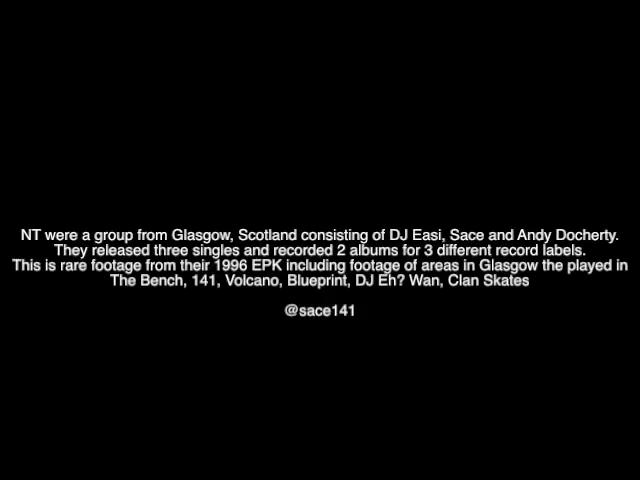 NT were a group from Glasgow, Scotland consisting of DJ Easi, Sace and Andy Docherty.
They released three singles and recorded 2 albums for 3 different record labels.
This is rare footage from their 1996 EPK including footage of areas in Glasgow the played in
The Bench, 141, Volcano, Blueprint, DJ Eh? Wan, Clan Skates
@sace141